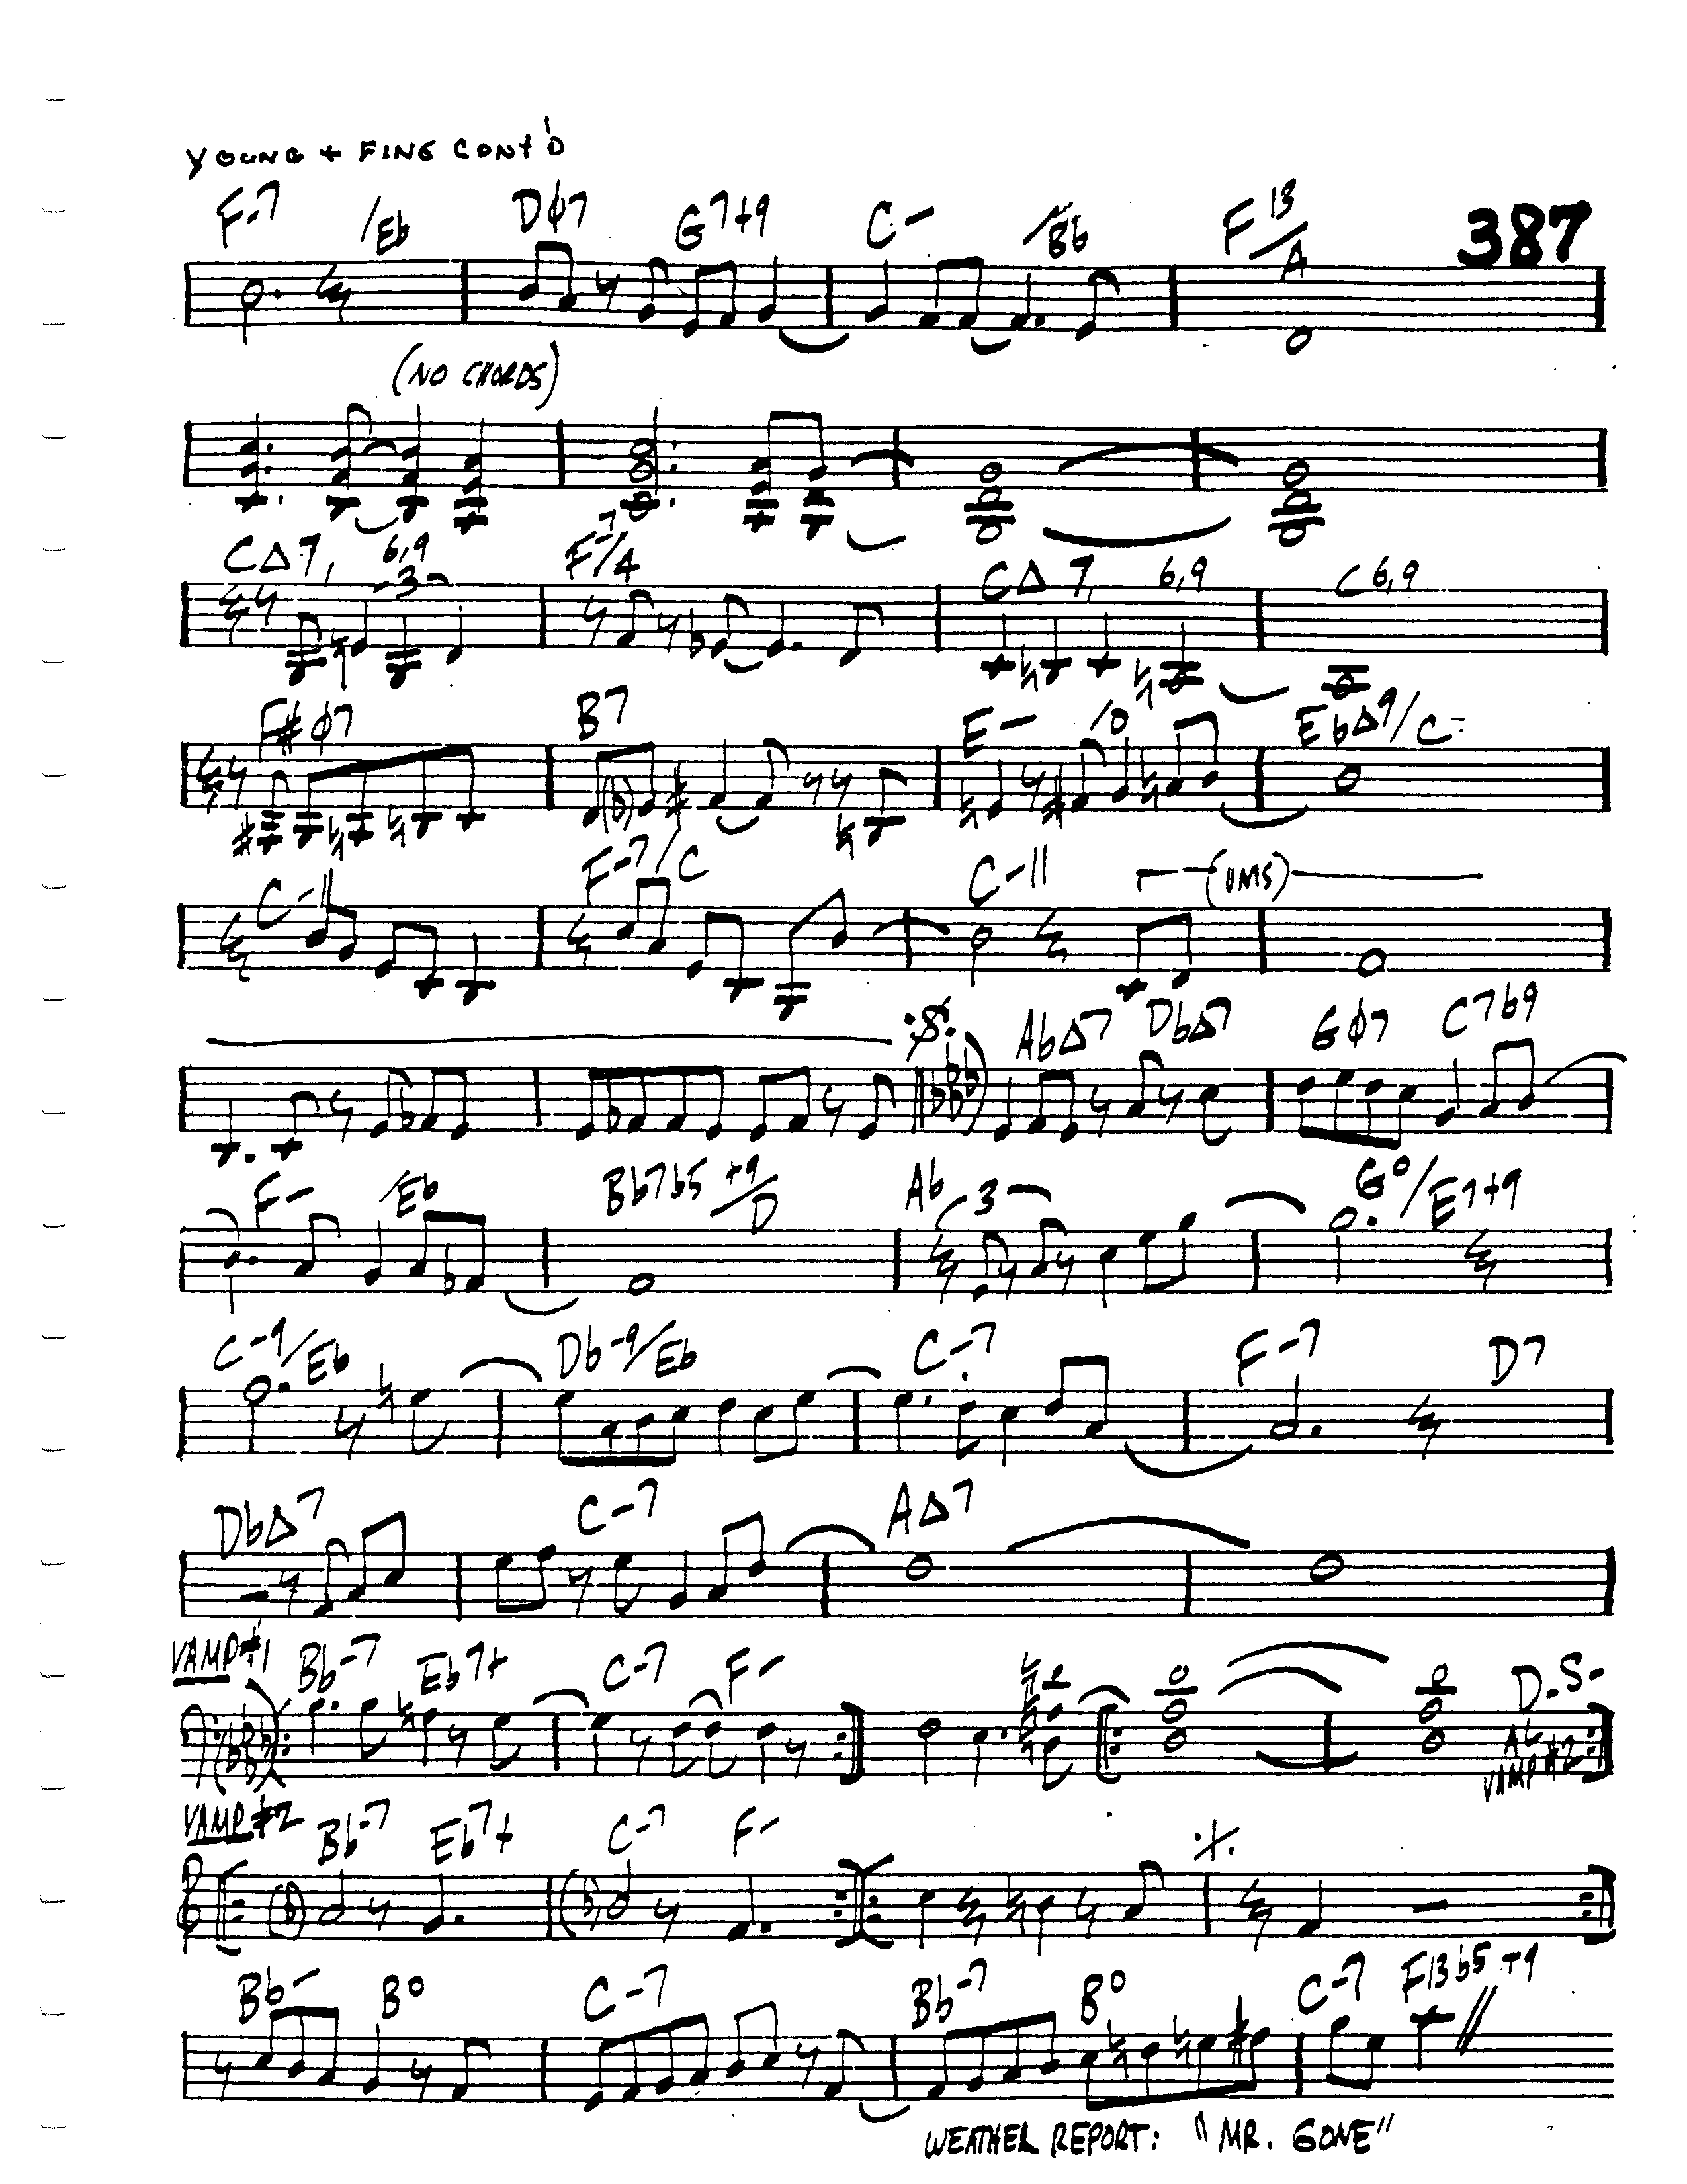 YOUNG + FINE CONT'D
387
F-7 /Eb Dø7 G7+9 C- /Bb F13/A
(NO CHORDS)
CΔ7, 6,9 F-7/4 CΔ7, 6,9 C6,9
3
F#ø7 B7 E- /D EbΔ9/C-
C-11 F-7/C C-11 (UNIS)
AbΔ7 DbΔ7 Gø7 C7b9
F- /Eb Bb7b5+9/D Ab G°/E7+9
3
C-9/Eb Db-9/Eb C-7 F-7 D7
DbΔ7 C-7 AΔ7
VAMP #1 Bb-7 Eb7+ C-7 F- D.S. AL VAMP #2
VAMP #2 Bb-7 Eb7+ C-7 F-
Bb- B° C-7 Bb-7 B° C-7 F13b5+9
WEATHER REPORT: "MR. GONE"